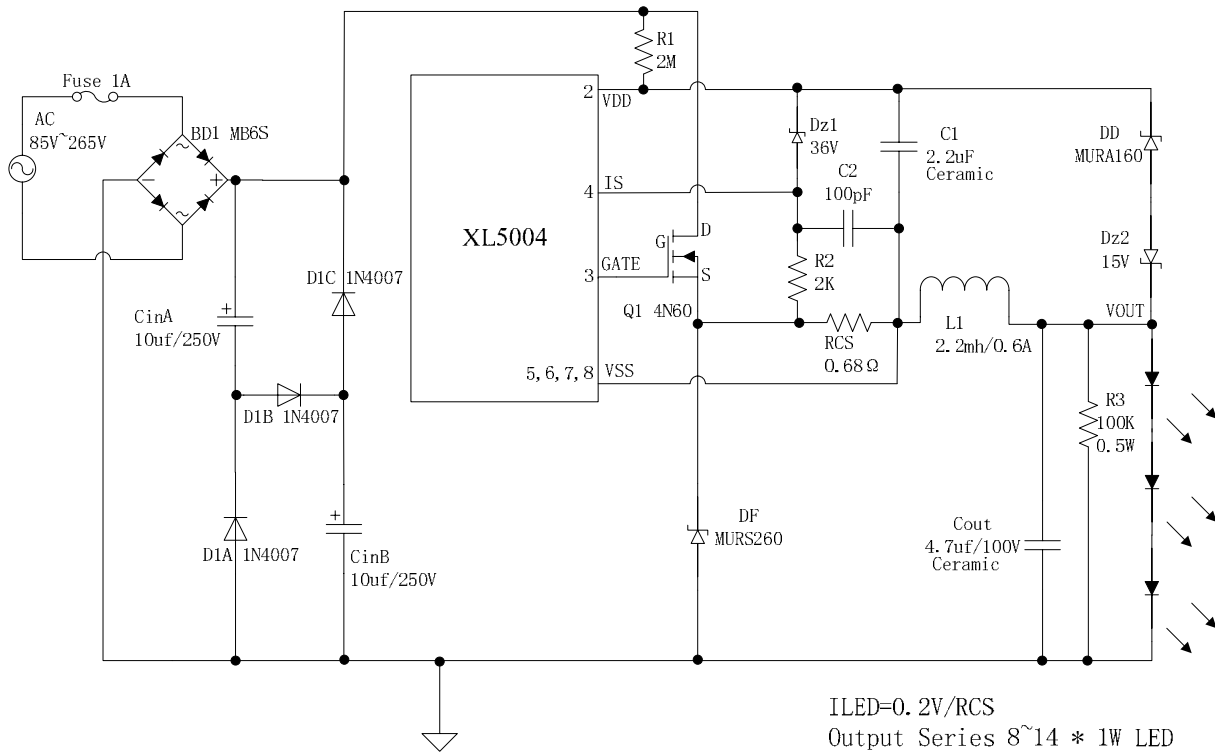 R1
2M
Fuse 1A
AC
85V~265V
BD1 MB6S
2
VDD
Dz1
36V
C1
2.2uF
Ceramic
DD
MURA160
4
IS
C2
100pF
XL5004
G
D
S
3
GATE
R2
2K
Dz2
15V
D1C 1N4007
Q1 4N60
CinA
10uf/250V
VOUT
L1
2.2mh/0.6A
RCS
0.68Ω
5,6,7,8
VSS
D1B 1N4007
R3
100K
0.5W
DF
MURS260
Cout
4.7uf/100V
Ceramic
D1A 1N4007
CinB
10uf/250V
ILED=0.2V/RCS
Output Series 8~14 * 1W LED